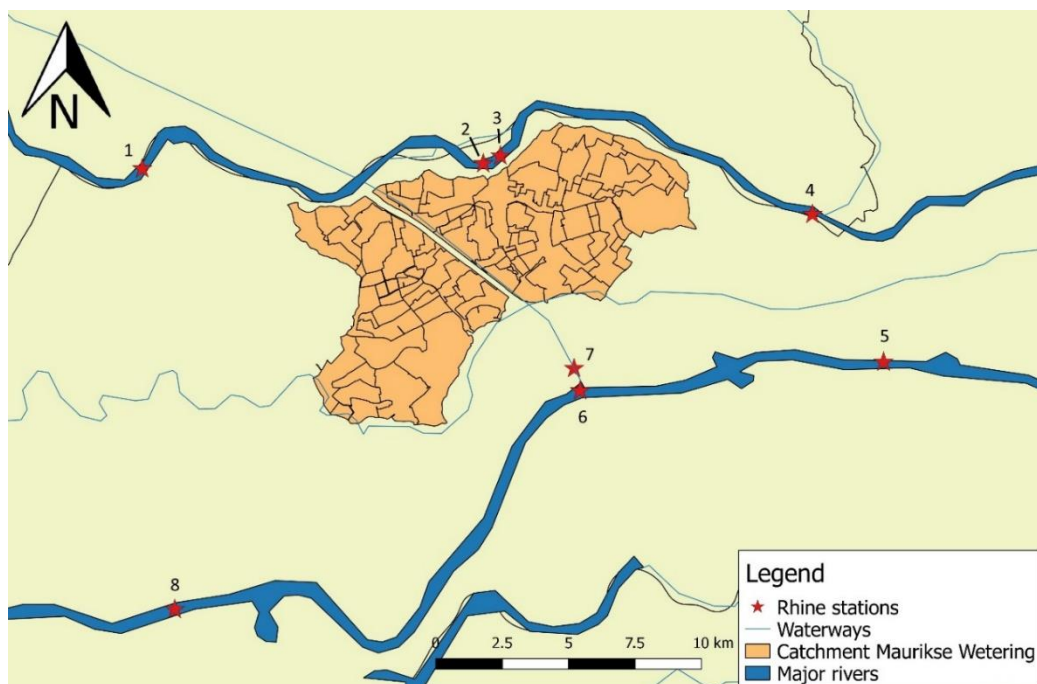 N
1
2
3
4
5
7
6
8
0 2.5 5 7.5 10 km
Legend
Rhine stations
Waterways
Catchment Maurikse Wetering
Major rivers